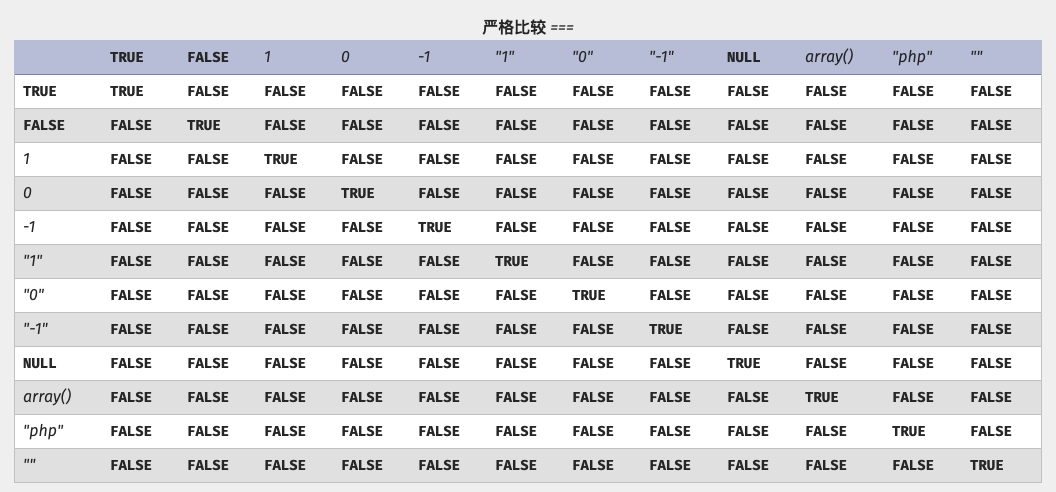 严格比较 ===
TRUE FALSE 1 0 -1 "1" "0" "-1" NULL array() "php" ""
TRUE TRUE FALSE FALSE FALSE FALSE FALSE FALSE FALSE FALSE FALSE FALSE FALSE
FALSE FALSE TRUE FALSE FALSE FALSE FALSE FALSE FALSE FALSE FALSE FALSE FALSE
1 FALSE FALSE TRUE FALSE FALSE FALSE FALSE FALSE FALSE FALSE FALSE FALSE
0 FALSE FALSE FALSE TRUE FALSE FALSE FALSE FALSE FALSE FALSE FALSE FALSE
-1 FALSE FALSE FALSE FALSE TRUE FALSE FALSE FALSE FALSE FALSE FALSE FALSE
"1" FALSE FALSE FALSE FALSE FALSE TRUE FALSE FALSE FALSE FALSE FALSE FALSE
"0" FALSE FALSE FALSE FALSE FALSE FALSE TRUE FALSE FALSE FALSE FALSE FALSE
"-1" FALSE FALSE FALSE FALSE FALSE FALSE FALSE TRUE FALSE FALSE FALSE FALSE
NULL FALSE FALSE FALSE FALSE FALSE FALSE FALSE FALSE TRUE FALSE FALSE FALSE
array() FALSE FALSE FALSE FALSE FALSE FALSE FALSE FALSE FALSE TRUE FALSE FALSE
"php" FALSE FALSE FALSE FALSE FALSE FALSE FALSE FALSE FALSE FALSE TRUE FALSE
"" FALSE FALSE FALSE FALSE FALSE FALSE FALSE FALSE FALSE FALSE FALSE TRUE